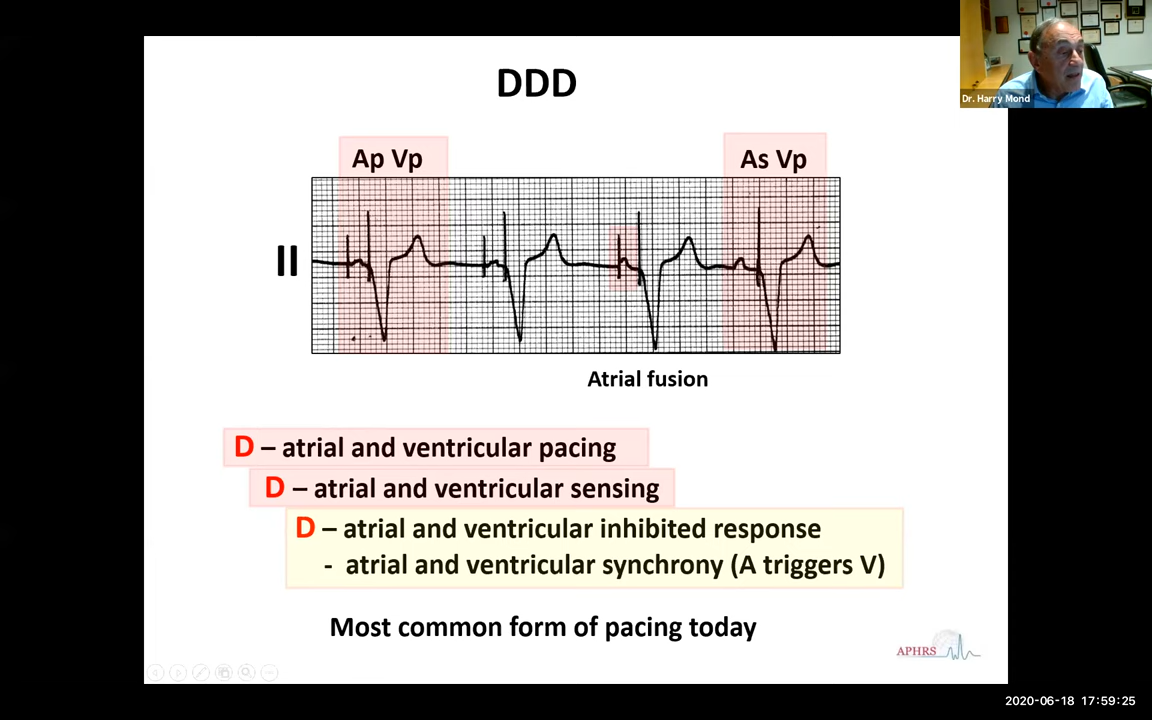 DDD
Dr. Harry Mond
Ap Vp
As Vp
II
Atrial fusion
D – atrial and ventricular pacing
D – atrial and ventricular sensing
D – atrial and ventricular inhibited response
- atrial and ventricular synchrony (A triggers V)
Most common form of pacing today
APHRS
2020-06-18 17:59:25